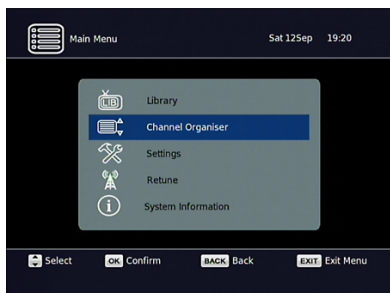 Main Menu
Sat 12Sep 19:20
LIB
Library
Channel Organiser
Settings
Retune
i
System Information
Select
OK Confirm
BACK Back
EXIT Exit Menu